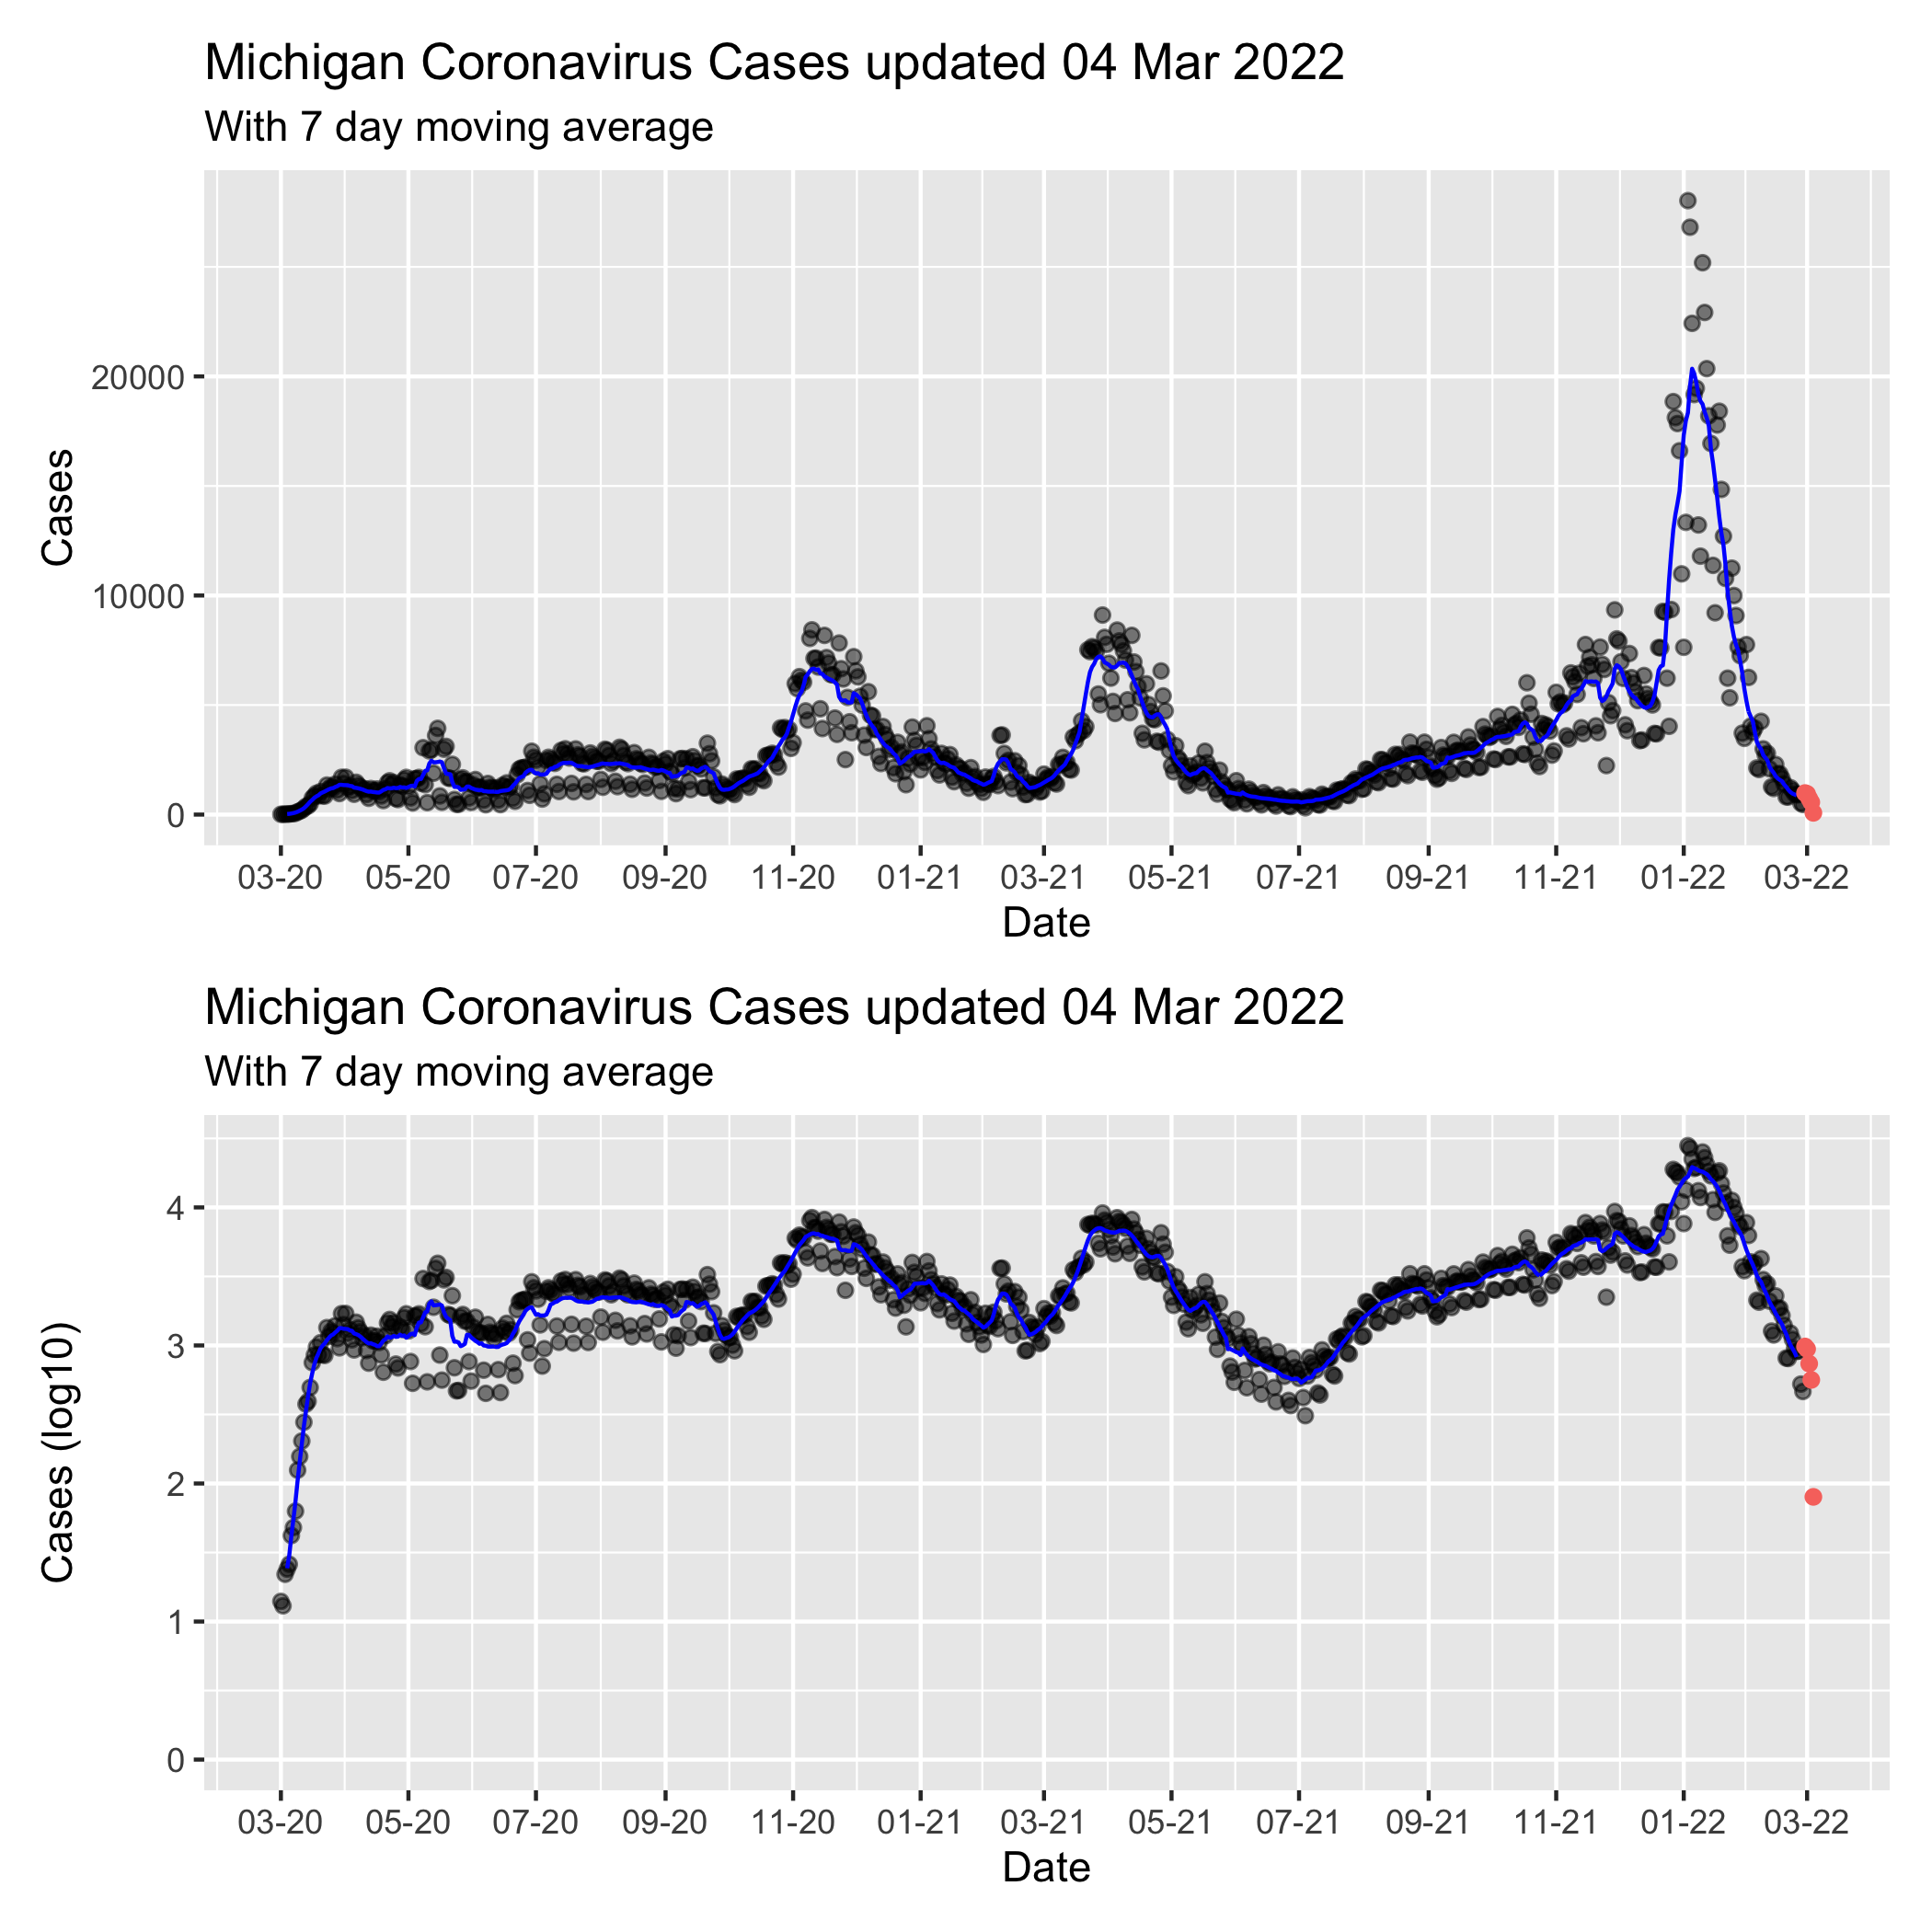 Michigan Coronavirus Cases updated 04 Mar 2022
With 7 day moving average
20000
10000
0
Cases
03-20 05-20 07-20 09-20 11-20 01-21 03-21 05-21 07-21 09-21 11-21 01-22 03-22
Date
Michigan Coronavirus Cases updated 04 Mar 2022
With 7 day moving average
4
3
2
1
0
Cases (log10)
03-20 05-20 07-20 09-20 11-20 01-21 03-21 05-21 07-21 09-21 11-21 01-22 03-22
Date